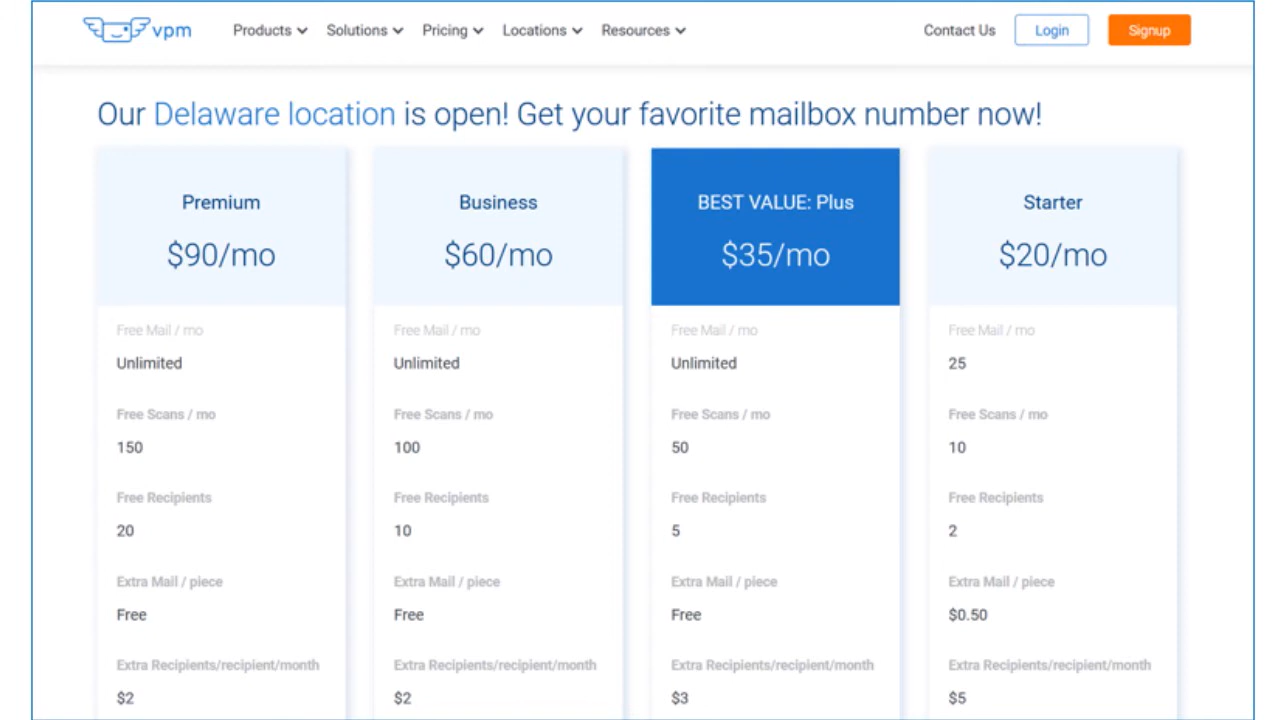 vpm Products Solutions Pricing Locations Resources Contact Us Login Signup
Our Delaware location is open! Get your favorite mailbox number now!
Premium
$90/mo
Free Mail / mo
Unlimited
Free Scans / mo
150
Free Recipients
20
Extra Mail / piece
Free
Extra Recipients/recipient/month
$2
Business
$60/mo
Free Mail / mo
Unlimited
Free Scans / mo
100
Free Recipients
10
Extra Mail / piece
Free
Extra Recipients/recipient/month
$2
BEST VALUE: Plus
$35/mo
Free Mail / mo
Unlimited
Free Scans / mo
50
Free Recipients
5
Extra Mail / piece
Free
Extra Recipients/recipient/month
$3
Starter
$20/mo
Free Mail / mo
25
Free Scans / mo
10
Free Recipients
2
Extra Mail / piece
$0.50
Extra Recipients/recipient/month
$5